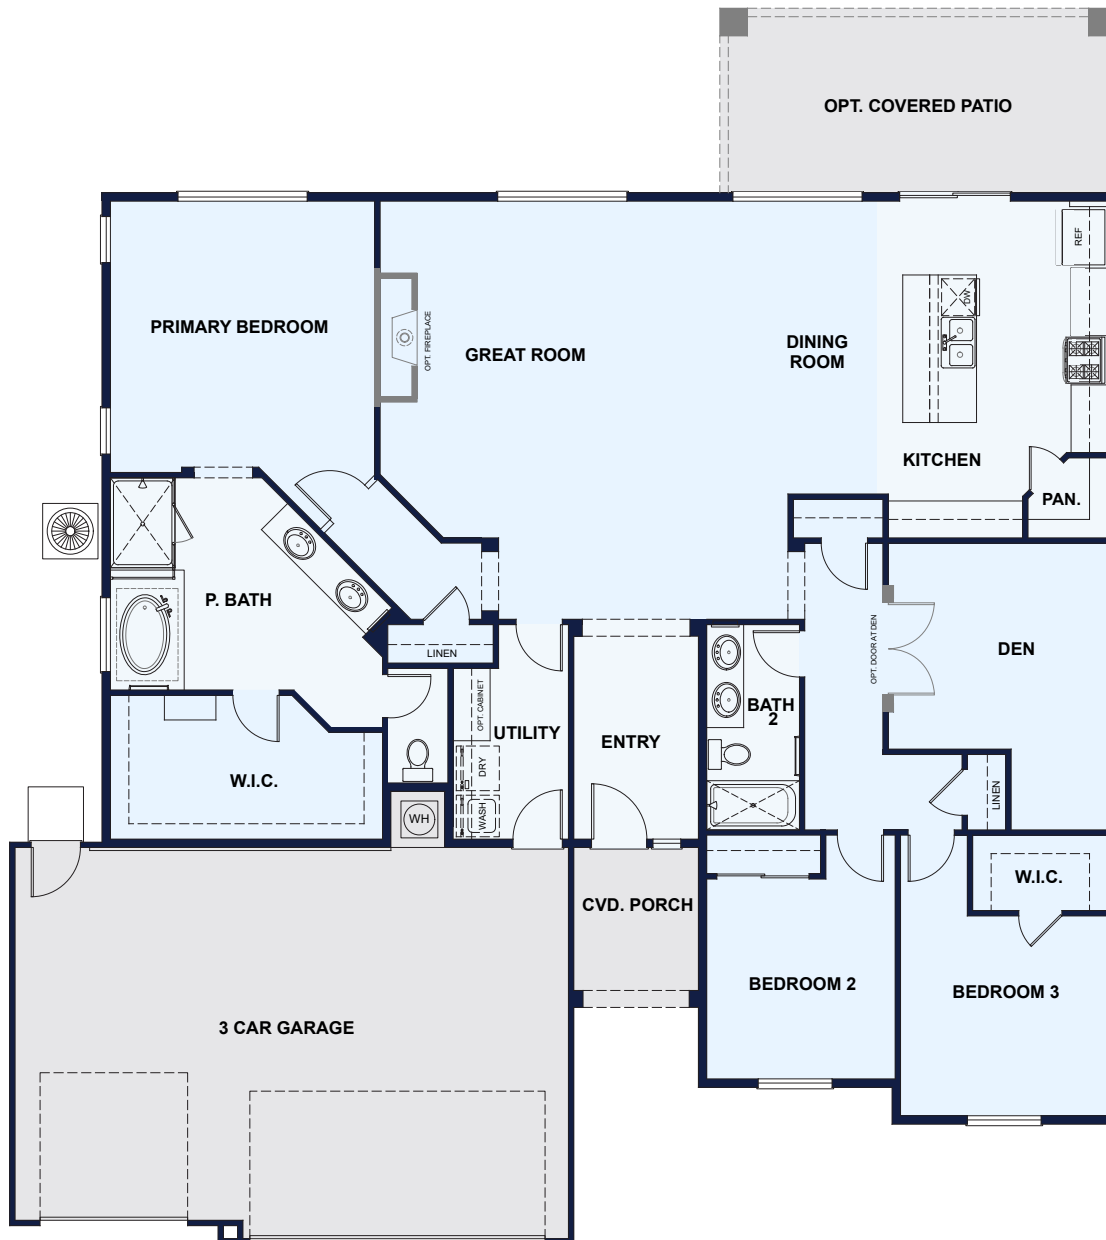 OPT. COVERED PATIO
REF
DW
PRIMARY BEDROOM
OPT. FIREPLACE
GREAT ROOM
DINING
ROOM
KITCHEN
PAN.
P. BATH
LINEN
OPT. CABINET
UTILITY
DRY
WASH
ENTRY
BATH
2
OPT. DOOR AT DEN
DEN
LINEN
W.I.C.
WH
W.I.C.
CVD. PORCH
BEDROOM 2
BEDROOM 3
3 CAR GARAGE